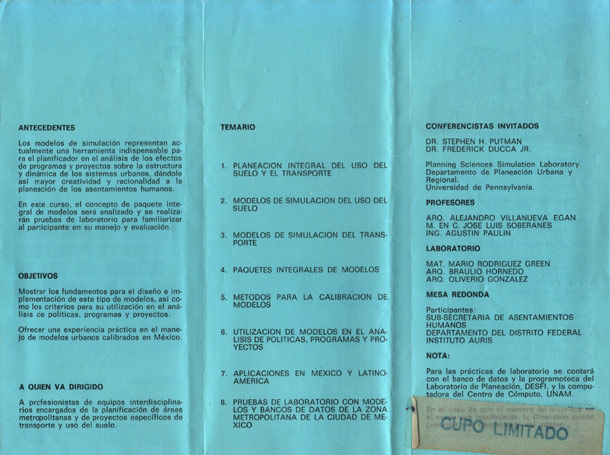 ANTECEDENTES
Los modelos de simulación representan ac-
tualmente una herramienta indispensable pa-
ra el planificador en el análisis de los efectos
de programas y proyectos sobre la estructura
y dinámica de los sistemas urbanos, dándole
así mayor creatividad y racionalidad a la
planeación de los asentamientos humanos.
En este curso, el concepto de paquete inte-
gral de modelos será analizado y se realiza-
rán pruebas de laboratorio para familiarizar
al participante en su manejo y evaluación.
OBJETIVOS
Mostrar los fundamentos para el diseño e im-
plementación de este tipo de modelos, así co-
mo los criterios para su utilización en el aná-
lisis de políticas, programas y proyectos.
Ofrecer una experiencia práctica en el mane-
jo de modelos urbanos calibrados en México.
A QUIEN VA DIRIGIDO
A profesionistas de equipos interdisciplina-
rios encargados de la planificación de áreas
metropolitanas y de proyectos específicos de
transporte y uso del suelo.
TEMARIO
1. PLANEACION INTEGRAL DEL USO DEL
SUELO Y EL TRANSPORTE
2. MODELOS DE SIMULACION DEL USO DEL
SUELO
3. MODELOS DE SIMULACION DEL TRANS-
PORTE
4. PAQUETES INTEGRALES DE MODELOS
5. METODOS PARA LA CALIBRACION DE
MODELOS
6. UTILIZACION DE MODELOS EN EL ANA-
LISIS DE POLITICAS, PROGRAMAS Y PRO-
YECTOS
7. APLICACIONES EN MEXICO Y LATINO-
AMERICA
8. PRUEBAS DE LABORATORIO CON MODE-
LOS Y BANCOS DE DATOS DE LA ZONA
METROPOLITANA DE LA CIUDAD DE ME-
XICO
CONFERENCISTAS INVITADOS
DR. STEPHEN H. PUTMAN
DR. FREDERICK DUCCA JR.
Planning Sciences Simulation Laboratory.
Departamento de Planeación Urbana y
Regional.
Universidad de Pennsylvania.
PROFESORES
ARQ. ALEJANDRO VILLANUEVA EGAN
M. EN C. JOSE LUIS SOBERANES
ING. AGUSTIN PAULIN
LABORATORIO
MAT. MARIO RODRIGUEZ GREEN
ARQ. BRAULIO HORNEDO
ARQ. OLIVERIO GONZALEZ
MESA REDONDA
Participantes:
SUB-SECRETARIA DE ASENTAMIENTOS
HUMANOS
DEPARTAMENTO DEL DISTRITO FEDERAL
INSTITUTO AURIS
NOTA:
Para las prácticas de laboratorio se contará
con el banco de datos y la programoteca del
Laboratorio de Planeación, DESFI, y la compu-
tadora del Centro de Cómputo, UNAM.
En el caso de que el número de inscritos no
CUPO LIMITADO